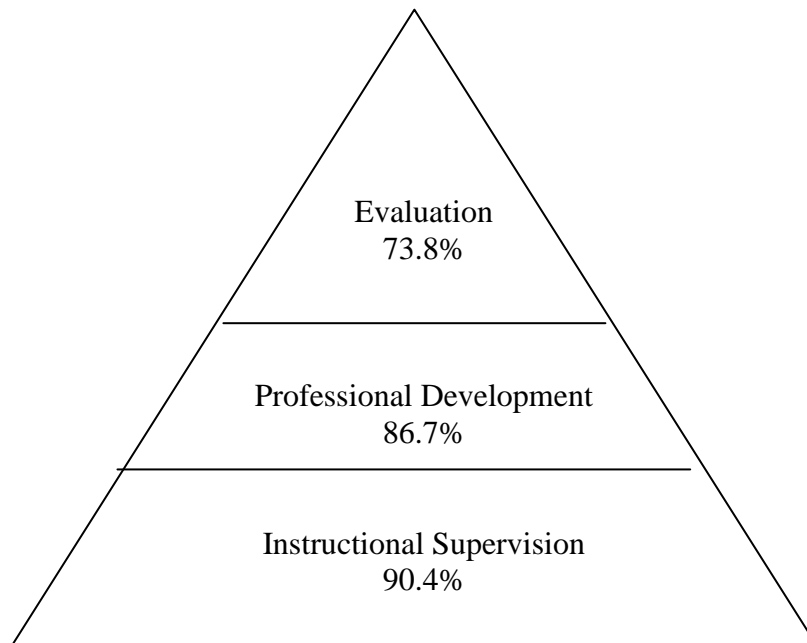 Evaluation
73.8%
Professional Development
86.7%
Instructional Supervision
90.4%